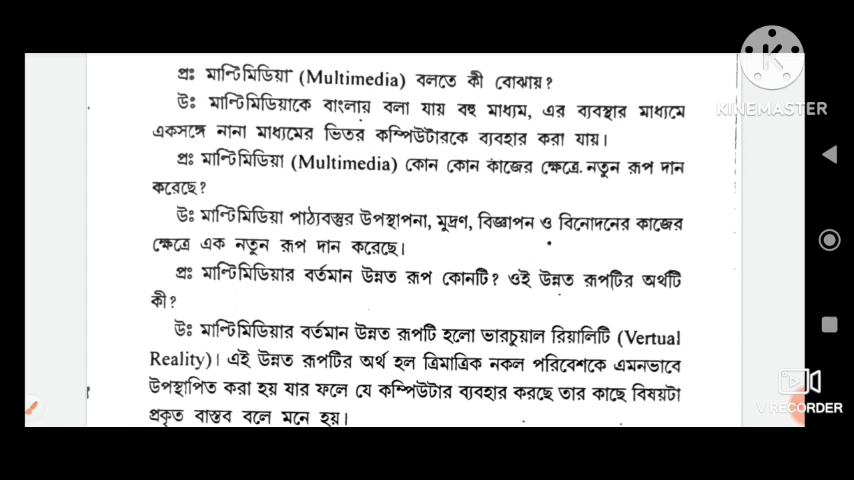 প্রঃ মাল্টিমিডিয়া (Multimedia) বলতে কী বোঝায়?
উঃ মাল্টিমিডিয়াকে বাংলায় বলা যায় বহু মাধ্যম, এর ব্যবস্থার মাধ্যমে
একসঙ্গে নানা মাধ্যমের ভিতর কম্পিউটারকে ব্যবহার করা যায়।
প্রঃ মাল্টিমিডিয়া (Multimedia) কোন কোন কাজের ক্ষেত্রে নতুন রূপ দান
করেছে?
উঃ মাল্টিমিডিয়া পাঠ্যবস্তুর উপস্থাপনা, মুদ্রণ, বিজ্ঞাপন ও বিনোদনের কাজের
ক্ষেত্রে এক নতুন রূপ দান করেছে।
প্রঃ মাল্টিমিডিয়ার বর্তমান উন্নত রূপ কোনটি? ওই উন্নত রূপটির অর্থটি
কী?
উঃ মাল্টিমিডিয়ার বর্তমান উন্নত রূপটি হলো ভারচুয়াল রিয়ালিটি (Vertual
Reality)। এই উন্নত রূপটির অর্থ হল ত্রিমাত্রিক নকল পরিবেশকে এমনভাবে
উপস্থাপিত করা হয় যার ফলে যে কম্পিউটার ব্যবহার করছে তার কাছে বিষয়টা
প্রকৃত বাস্তব বলে মনে হয়।
K
KINEMASTER
V RECORDER